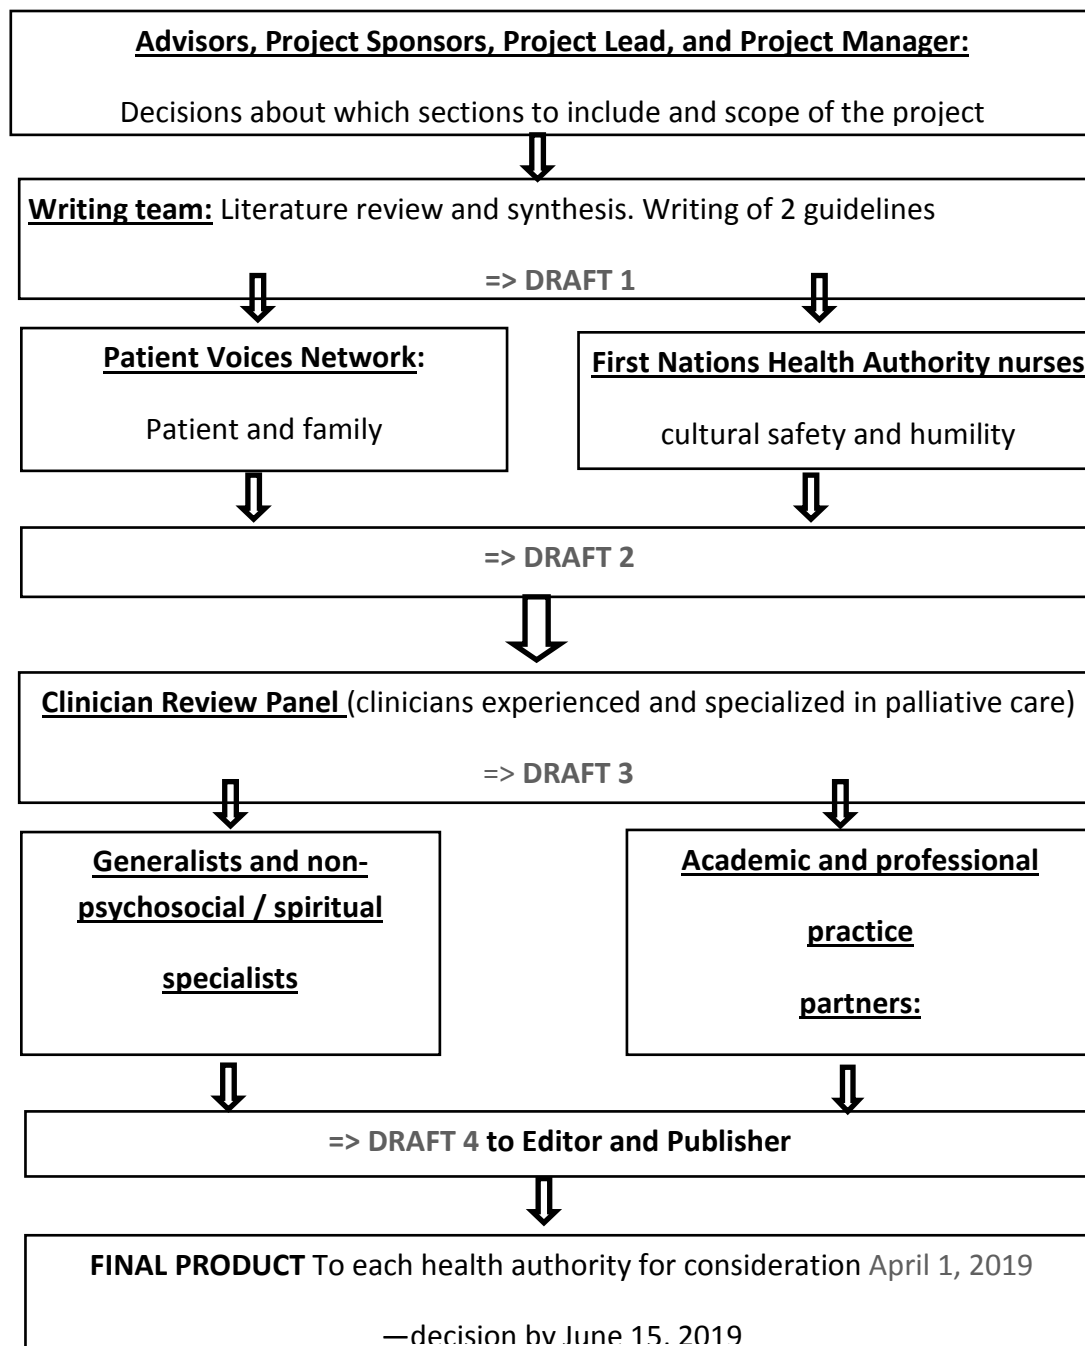 Advisors, Project Sponsors, Project Lead, and Project Manager:
Decisions about which sections to include and scope of the project
Writing team: Literature review and synthesis. Writing of 2 guidelines
=> DRAFT 1
Patient Voices Network:
Patient and family
First Nations Health Authority nurses
cultural safety and humility
=> DRAFT 2
Clinician Review Panel (clinicians experienced and specialized in palliative care)
=> DRAFT 3
Generalists and non-
psychosocial / spiritual
specialists
Academic and professional
practice
partners:
=> DRAFT 4 to Editor and Publisher
FINAL PRODUCT To each health authority for consideration April 1, 2019
—decision by June 15, 2019